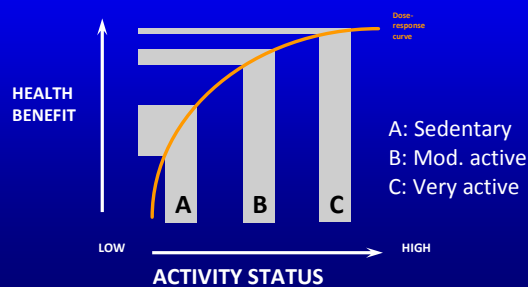 Dose-
response
curve
HEALTH
BENEFIT
A: Sedentary
B: Mod. active
C: Very active
A
B
C
LOW
HIGH
ACTIVITY STATUS